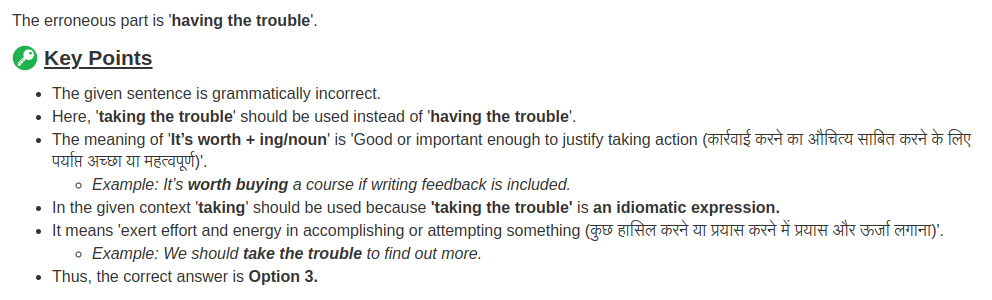 The erroneous part is 'having the trouble'.
Key Points
• The given sentence is grammatically incorrect.
• Here, 'taking the trouble' should be used instead of 'having the trouble'.
• The meaning of 'It's worth + ing/noun' is 'Good or important enough to justify taking action (कार्रवाई करने का औचित्य साबित करने के लिए
पर्याप्त अच्छा या महत्वपूर्ण)'.
◦ Example: It's worth buying a course if writing feedback is included.
• In the given context 'taking' should be used because 'taking the trouble' is an idiomatic expression.
• It means 'exert effort and energy in accomplishing or attempting something (कुछ हासिल करने या प्रयास करने में प्रयास और ऊर्जा लगाना)'.
◦ Example: We should take the trouble to find out more.
• Thus, the correct answer is Option 3.